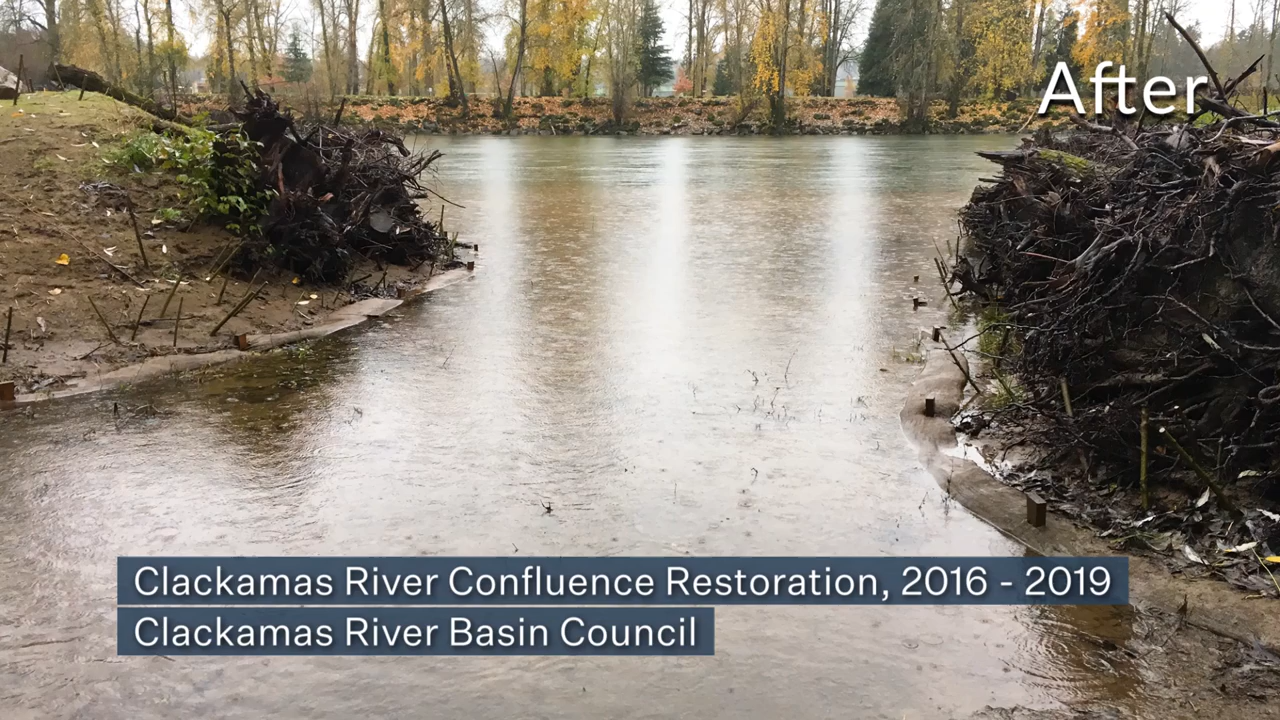 After
Clackamas River Confluence Restoration, 2016 - 2019
Clackamas River Basin Council